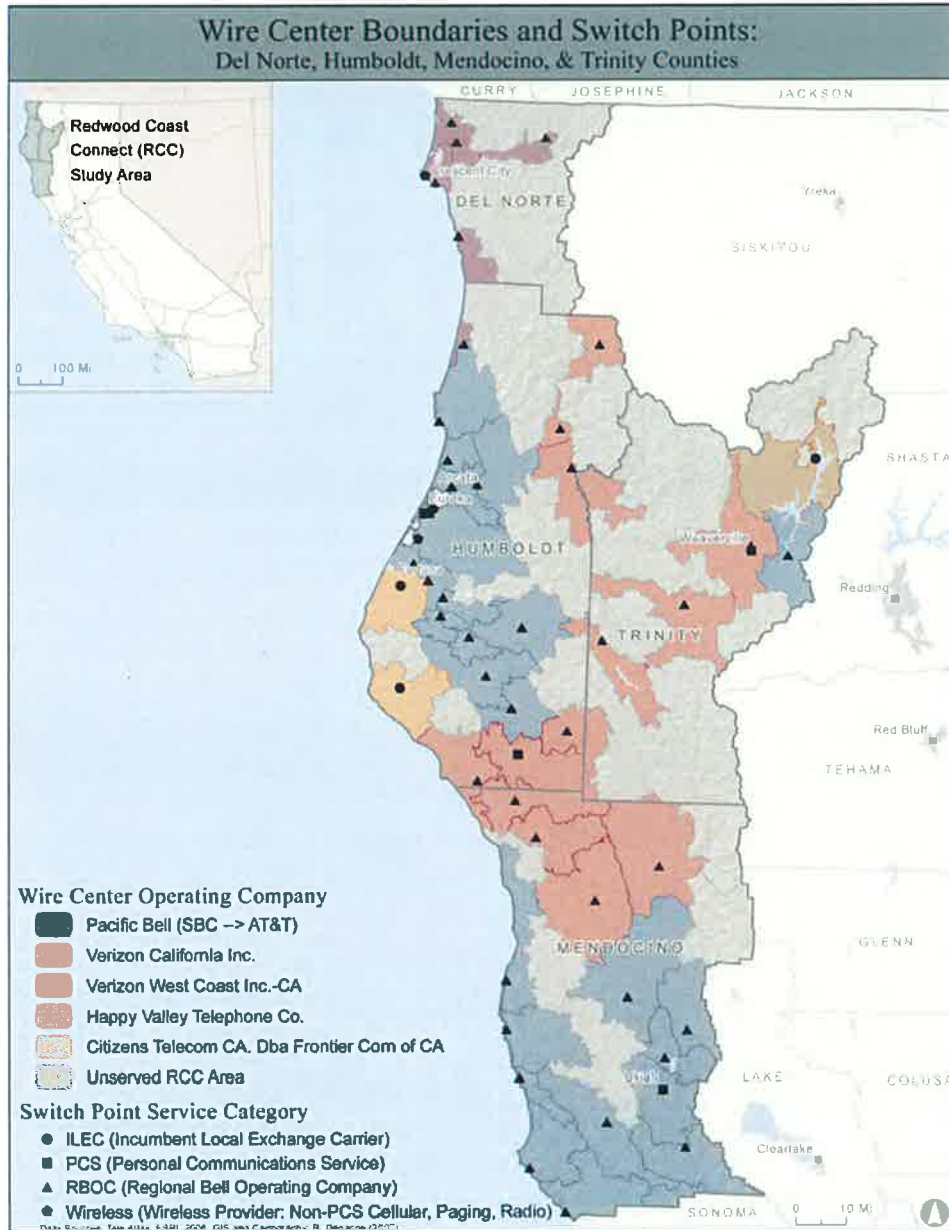 Wire Center Boundaries and Switch Points:
Del Norte, Humboldt, Mendocino, & Trinity Counties
CURRY
JOSEPHINE
JACKSON
Redwood Coast
Connect (RCC)
Study Area
0 100 Mi
Crescent City
DEL NORTE
Yreka
SISKIYOU
SHASTA
Arcata
Eureka
HUMBOLDT
Weaverville
Redding
TRINITY
Red Bluff
TEHAMA
Wire Center Operating Company
Pacific Bell (SBC --> AT&T)
Verizon California Inc.
Verizon West Coast Inc.-CA
Happy Valley Telephone Co.
Citizens Telecom CA. Dba Frontier Com of CA
Unserved RCC Area
MENDOCINO
GLENN
Ukiah
LAKE
COLUSA
Clearlake
Switch Point Service Category
ILEC (Incumbent Local Exchange Carrier)
PCS (Personal Communications Service)
RBOC (Regional Bell Operating Company)
Wireless (Wireless Provider: Non-PCS Cellular, Paging, Radio)
SONOMA
0 10 Mi